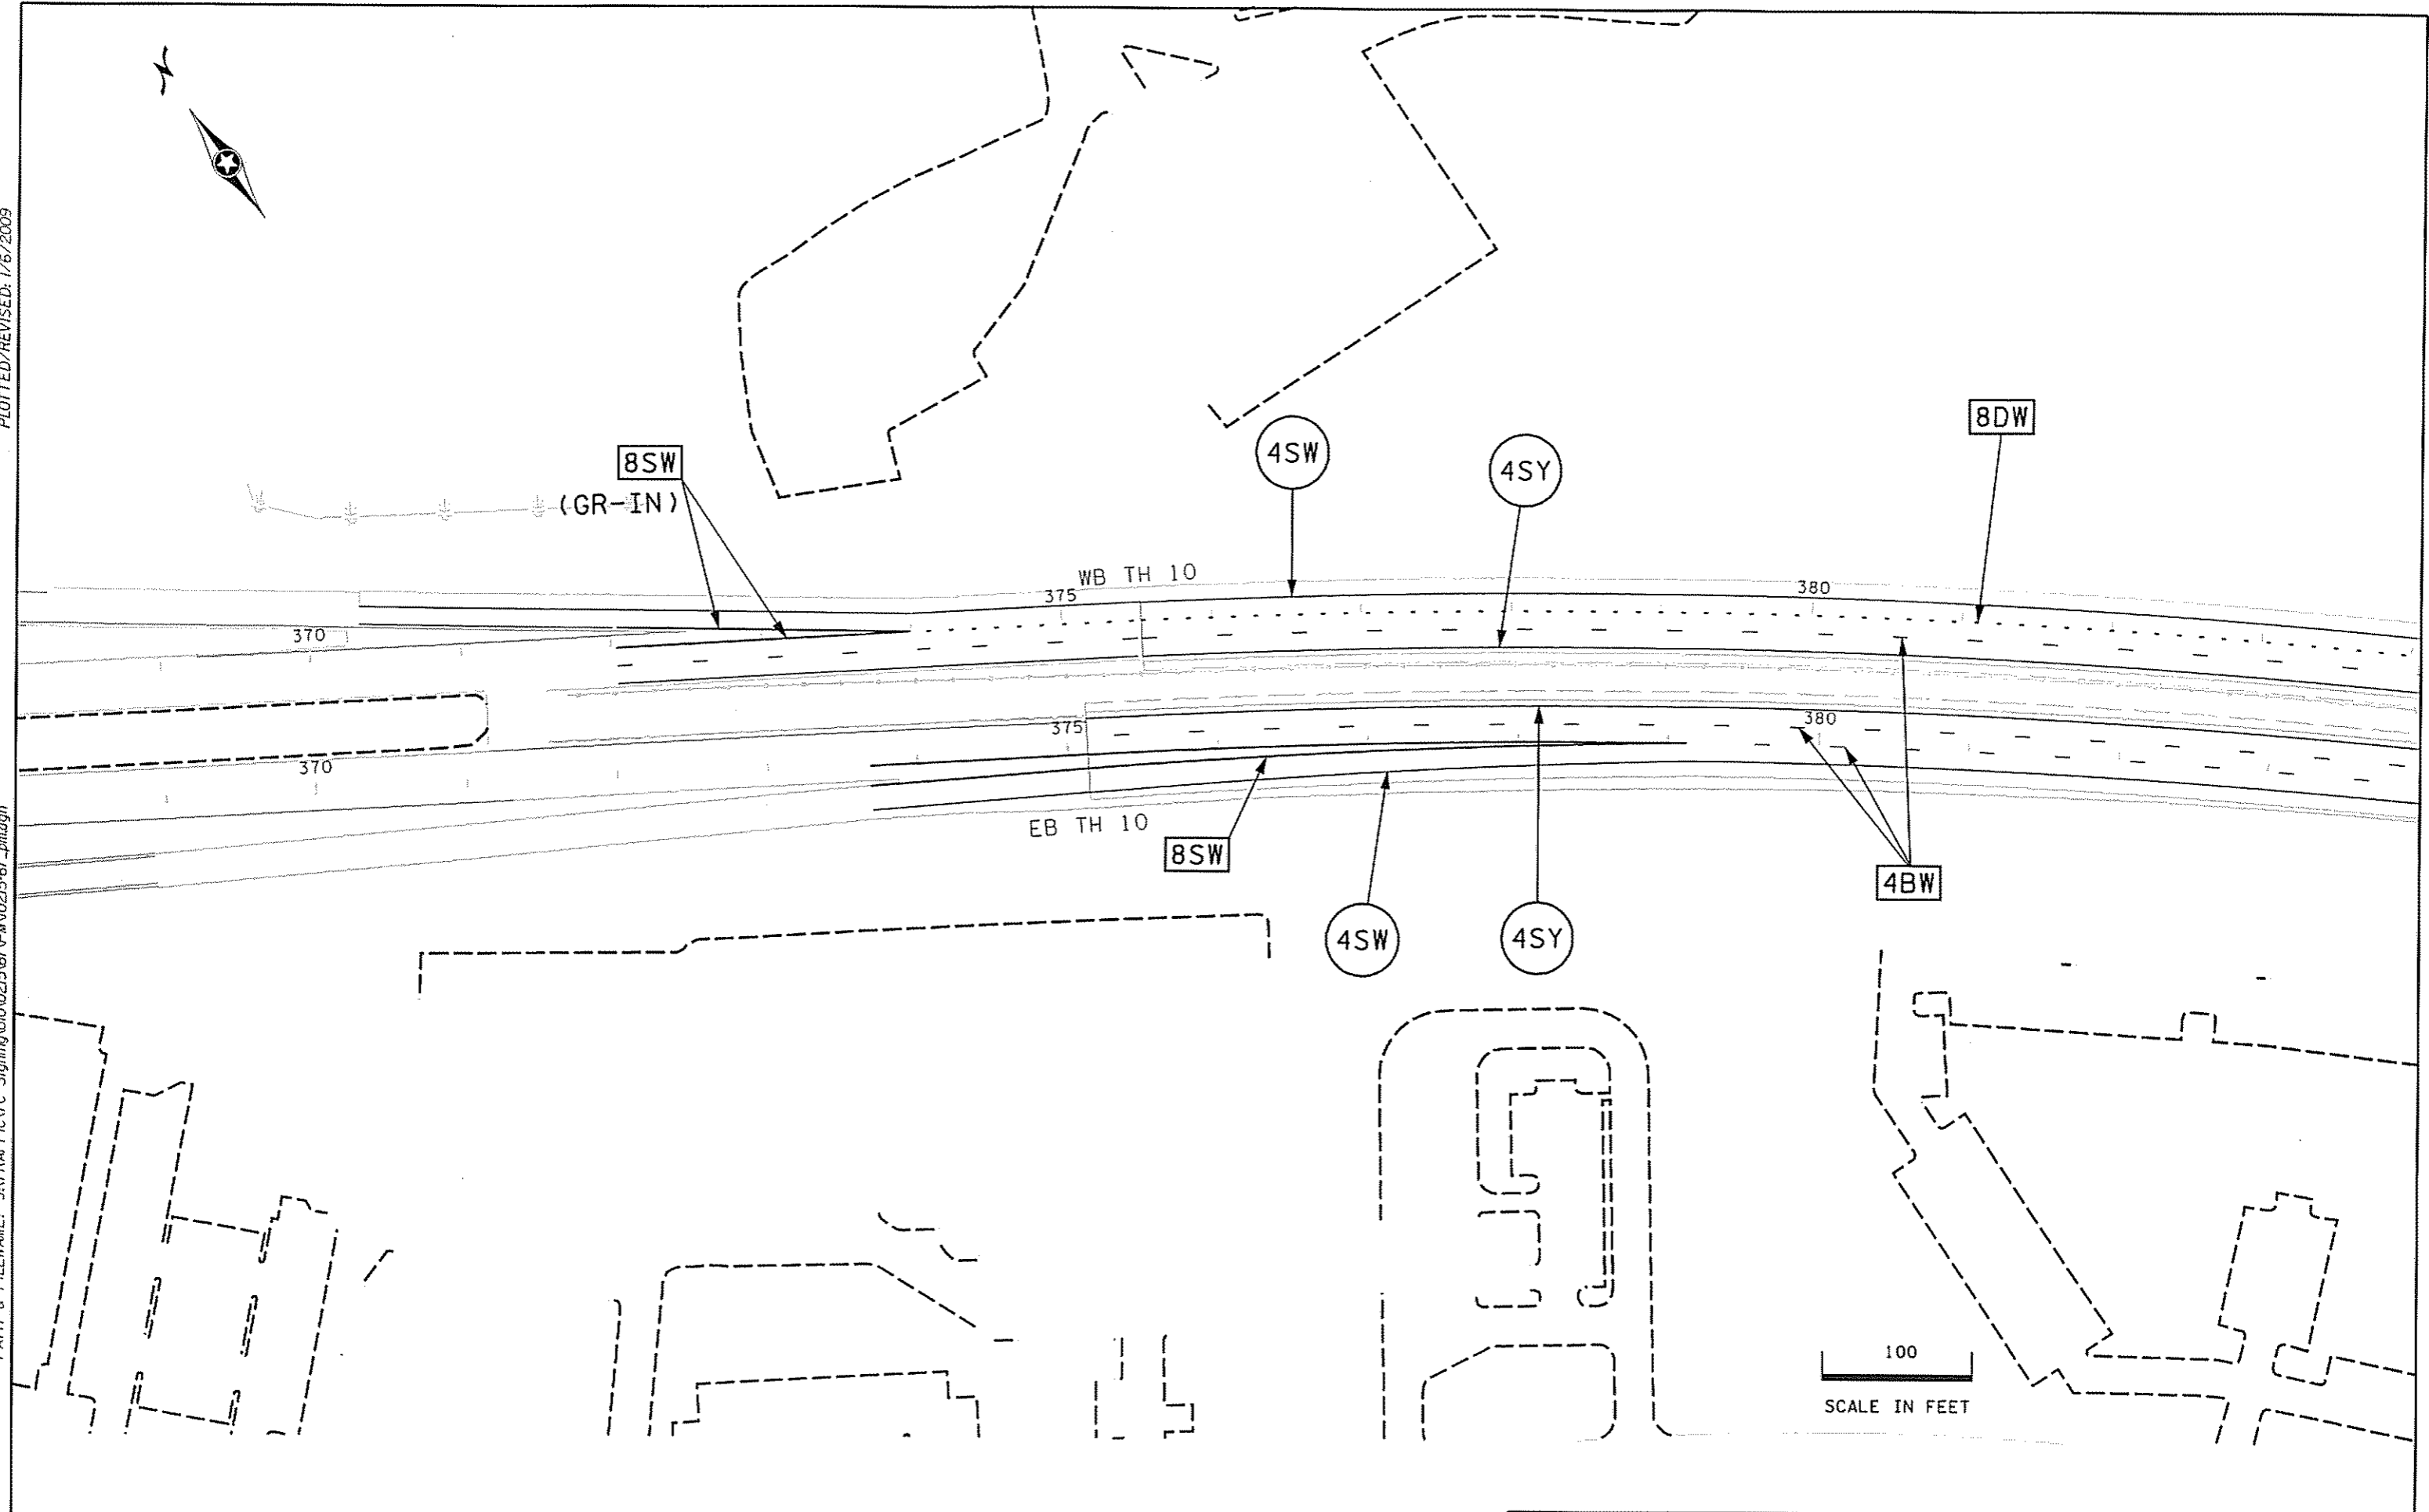 PLOTTED/REVISED: 1/6/2009
8DW
4SW
4SY
8SW
(GR-IN)
WB TH 10
375
380
370
375
380
370
EB TH 10
8SW
4BW
4SW
4SY
100
SCALE IN FEET